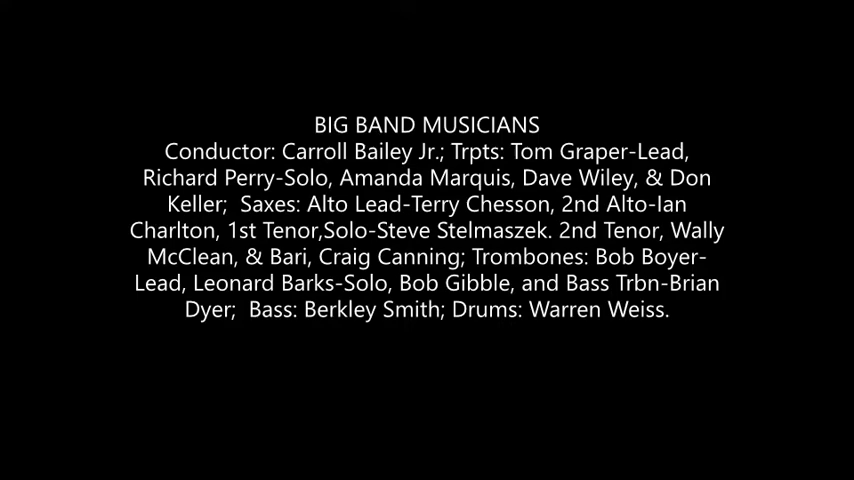 BIG BAND MUSICIANS
Conductor: Carroll Bailey Jr.; Trpts: Tom Graper-Lead,
Richard Perry-Solo, Amanda Marquis, Dave Wiley, & Don
Keller;  Saxes: Alto Lead-Terry Chesson, 2nd Alto-Ian
Charlton, 1st Tenor,Solo-Steve Stelmaszek. 2nd Tenor, Wally
McClean, & Bari, Craig Canning; Trombones: Bob Boyer-
Lead, Leonard Barks-Solo, Bob Gibble, and Bass Trbn-Brian
Dyer;  Bass: Berkley Smith; Drums: Warren Weiss.